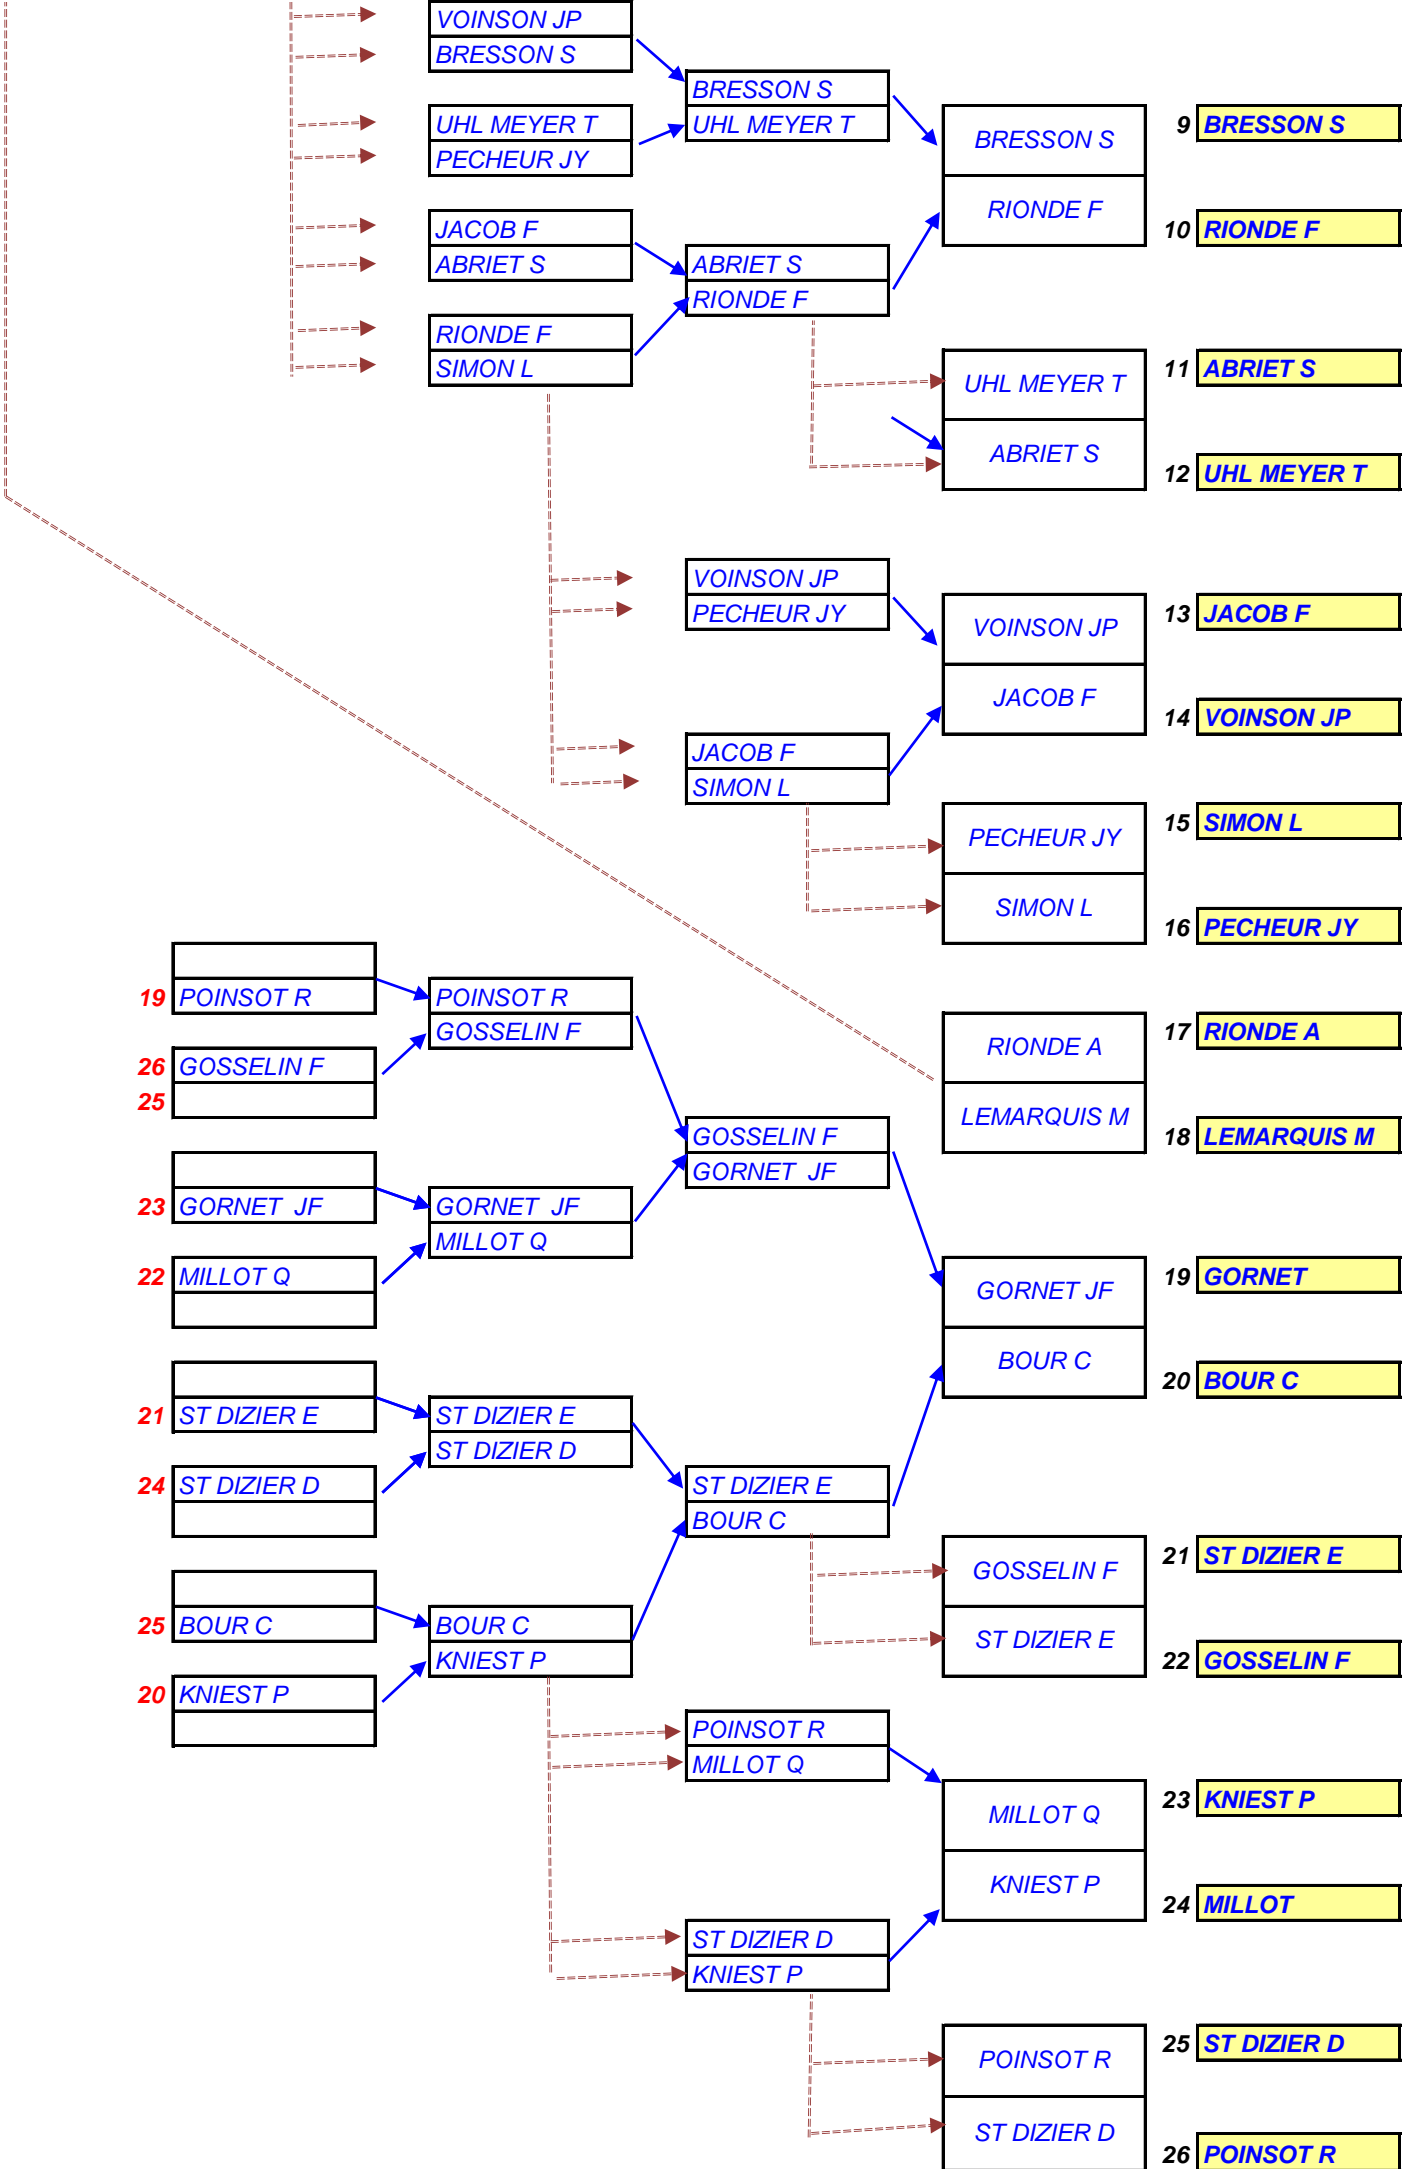 VOINSON JP
BRESSON S
UHL MEYER T
PECHEUR JY
JACOB F
ABRIET S
RIONDE F
SIMON L
BRESSON S
UHL MEYER T
ABRIET S
RIONDE F
BRESSON S
RIONDE F
9 BRESSON S
10 RIONDE F
UHL MEYER T
ABRIET S
11 ABRIET S
12 UHL MEYER T
VOINSON JP
PECHEUR JY
JACOB F
SIMON L
VOINSON JP
JACOB F
13 JACOB F
14 VOINSON JP
PECHEUR JY
SIMON L
15 SIMON L
16 PECHEUR JY
RIONDE A
LEMARQUIS M
17 RIONDE A
18 LEMARQUIS M
19 POINSOT R
26 GOSSELIN F
25
23 GORNET JF
22 MILLOT Q
21 ST DIZIER E
24 ST DIZIER D
25 BOUR C
20 KNIEST P
POINSOT R
GOSSELIN F
GORNET JF
MILLOT Q
ST DIZIER E
ST DIZIER D
BOUR C
KNIEST P
GOSSELIN F
GORNET JF
ST DIZIER E
BOUR C
GORNET JF
BOUR C
19 GORNET
20 BOUR C
GOSSELIN F
ST DIZIER E
21 ST DIZIER E
22 GOSSELIN F
POINSOT R
MILLOT Q
ST DIZIER D
KNIEST P
MILLOT Q
KNIEST P
23 KNIEST P
24 MILLOT
POINSOT R
ST DIZIER D
25 ST DIZIER D
26 POINSOT R